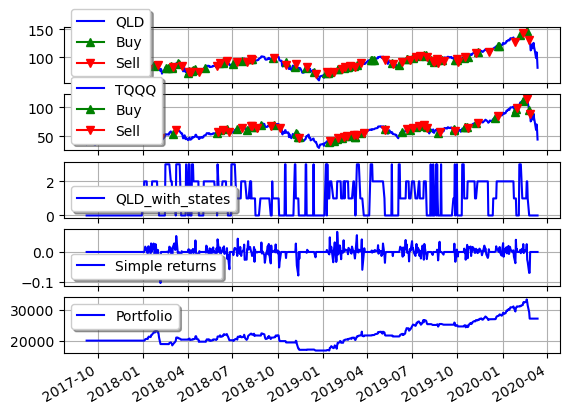 150
100
QLD
Buy
Sell
100
50
TQQQ
Buy
Sell
2
0
QLD_with_states
0.0
−0.1
Simple returns
30000
20000
Portfolio
2017-10
2018-01
2018-04
2018-07
2018-10
2019-01
2019-04
2019-07
2019-10
2020-01
2020-04